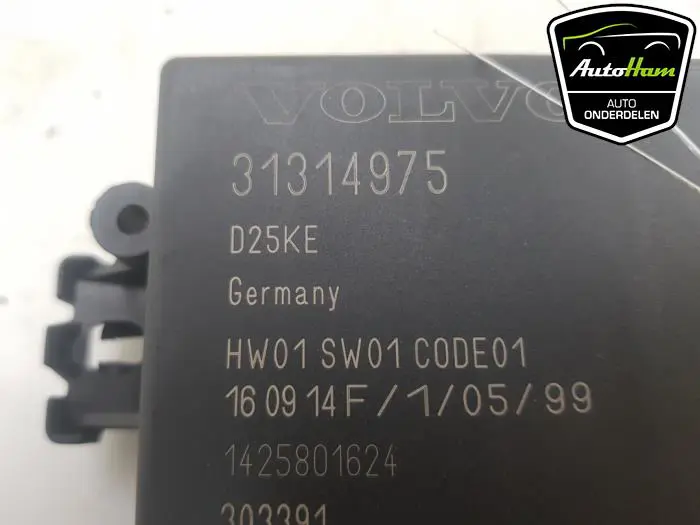 VOLVO
31314975
D25KE
Germany
HW01 SW01 CODE01
16 09 14 F/1/05/99
1425801624
303391
AutoHam
AUTO
ONDERDELEN